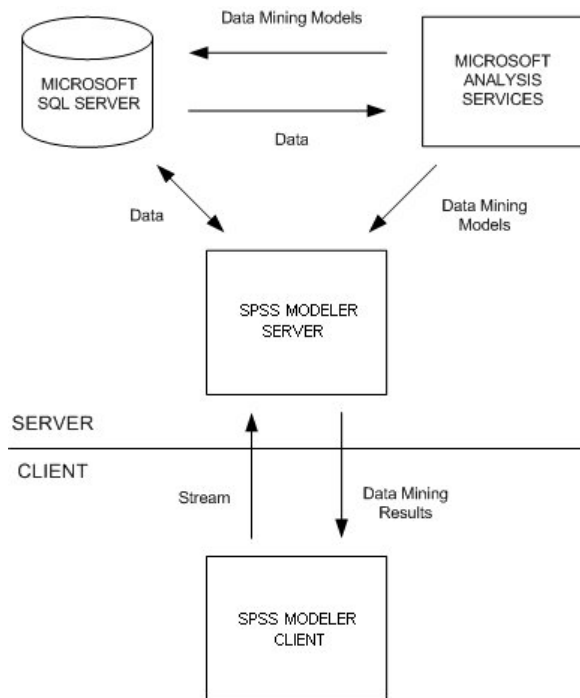 Data Mining Models
MICROSOFT
SQL SERVER
MICROSOFT
ANALYSIS
SERVICES
Data
Data
Data Mining
Models
SPSS MODELER
SERVER
SERVER
CLIENT
Stream
Data Mining
Results
SPSS MODELER
CLIENT